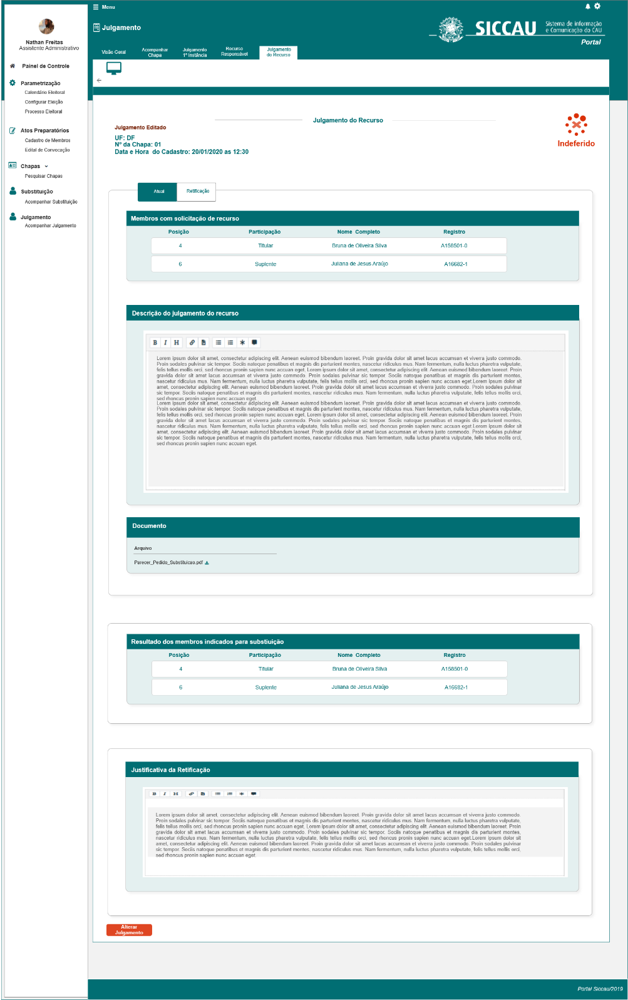 Menu
Julgamento
SICCAU
Sistema de informação
e Comunicação do CAU
Portal
Visão Geral
Acompanhar
Chapa
Julgamento
1º Instância
Recurso
Responsável
Julgamento
do Recurso
Nathan Freitas
Assistente Administrativo
Painel de Controle
Parametrização
Calendário Eleitoral
Configurar Eleição
Processo Eleitoral
Atos Preparatórios
Cadastro de Membros
Edital de Convocação
Chapas
Pesquisar Chapas
Substituição
Acompanhar Substituição
Julgamento
Acompanhar Julgamento
Julgamento do Recurso
Julgamento Editado
UF: DF
Nº da Chapa: 01
Data e Hora do Cadastro: 20/01/2020 as 12:30
Indeferido
Atual
Retificação
Membros com solicitação de recurso
Posição Participação Nome Completo Registro
4 Titular Bruna de Oliveira Silva A158501-0
6 Suplente Juliana de Jesus Araújo A16682-1
Descrição do julgamento do recurso
B I H
Lorem ipsum dolor sit amet, consectetur adipiscing elit. Aenean euismod bibendum laoreet. Proin gravida dolor sit amet lacus accumsan et viverra justo commodo.
Proin sodales pulvinar sic tempor. Sociis natoque penatibus et magnis dis parturient montes, nascetur ridiculus mus. Nam fermentum, nulla luctus pharetra vulputate,
felis tellus mollis orci, sed rhoncus pronin sapien nunc accuan eget. Lorem ipsum dolor sit amet, consectetur adipiscing elit. Aenean euismod bibendum laoreet. Proin
gravida dolor sit amet lacus accumsan et viverra justo commodo. Proin sodales pulvinar sic tempor. Sociis natoque penatibus et magnis dis parturient montes,
nascetur ridiculus mus. Nam fermentum, nulla luctus pharetra vulputate, felis tellus mollis orci, sed rhoncus pronin sapien nunc accuan eget.Lorem ipsum dolor sit
amet, consectetur adipiscing elit. Aenean euismod bibendum laoreet. Proin gravida dolor sit amet lacus accumsan et viverra justo commodo. Proin sodales pulvinar
sic tempor. Sociis natoque penatibus et magnis dis parturient montes, nascetur ridiculus mus. Nam fermentum, nulla luctus pharetra vulputate, felis tellus mollis orci,
sed rhoncus pronin sapien nunc accuan eget.
Lorem ipsum dolor sit amet, consectetur adipiscing elit. Aenean euismod bibendum laoreet. Proin gravida dolor sit amet lacus accumsan et viverra justo commodo.
Proin sodales pulvinar sic tempor. Sociis natoque penatibus et magnis dis parturient montes, nascetur ridiculus mus. Nam fermentum, nulla luctus pharetra vulputate,
felis tellus mollis orci, sed rhoncus pronin sapien nunc accuan eget. Lorem ipsum dolor sit amet, consectetur adipiscing elit. Aenean euismod bibendum laoreet. Proin
gravida dolor sit amet lacus accumsan et viverra justo commodo. Proin sodales pulvinar sic tempor. Sociis natoque penatibus et magnis dis parturient montes,
nascetur ridiculus mus. Nam fermentum, nulla luctus pharetra vulputate, felis tellus mollis orci, sed rhoncus pronin sapien nunc accuan eget.Lorem ipsum dolor sit
amet, consectetur adipiscing elit. Aenean euismod bibendum laoreet. Proin gravida dolor sit amet lacus accumsan et viverra justo commodo. Proin sodales pulvinar
sic tempor. Sociis natoque penatibus et magnis dis parturient montes, nascetur ridiculus mus. Nam fermentum, nulla luctus pharetra vulputate, felis tellus mollis orci,
sed rhoncus pronin sapien nunc accuan eget.
Documento
Arquivo
Parecer_Pedido_Substituicao.pdf
Resultado dos membros indicados para substiuição
Posição Participação Nome Completo Registro
4 Titular Bruna de Oliveira Silva A158501-0
6 Suplente Juliana de Jesus Araújo A16682-1
Justificativa da Retificação
B I H
Lorem ipsum dolor sit amet, consectetur adipiscing elit. Aenean euismod bibendum laoreet. Proin gravida dolor sit amet lacus accumsan et viverra justo commodo.
Proin sodales pulvinar sic tempor. Sociis natoque penatibus et magnis dis parturient montes, nascetur ridiculus mus. Nam fermentum, nulla luctus pharetra vulputate,
felis tellus mollis orci, sed rhoncus pronin sapien nunc accuan eget. Lorem ipsum dolor sit amet, consectetur adipiscing elit. Aenean euismod bibendum laoreet. Proin
gravida dolor sit amet lacus accumsan et viverra justo commodo. Proin sodales pulvinar sic tempor. Sociis natoque penatibus et magnis dis parturient montes,
nascetur ridiculus mus. Nam fermentum, nulla luctus pharetra vulputate, felis tellus mollis orci, sed rhoncus pronin sapien nunc accuan eget.Lorem ipsum dolor sit
amet, consectetur adipiscing elit. Aenean euismod bibendum laoreet. Proin gravida dolor sit amet lacus accumsan et viverra justo commodo. Proin sodales pulvinar
sic tempor. Sociis natoque penatibus et magnis dis parturient montes, nascetur ridiculus mus. Nam fermentum, nulla luctus pharetra vulputate, felis tellus mollis orci,
sed rhoncus pronin sapien nunc accuan eget.
Alterar
Julgamento
Portal Siccau/2019